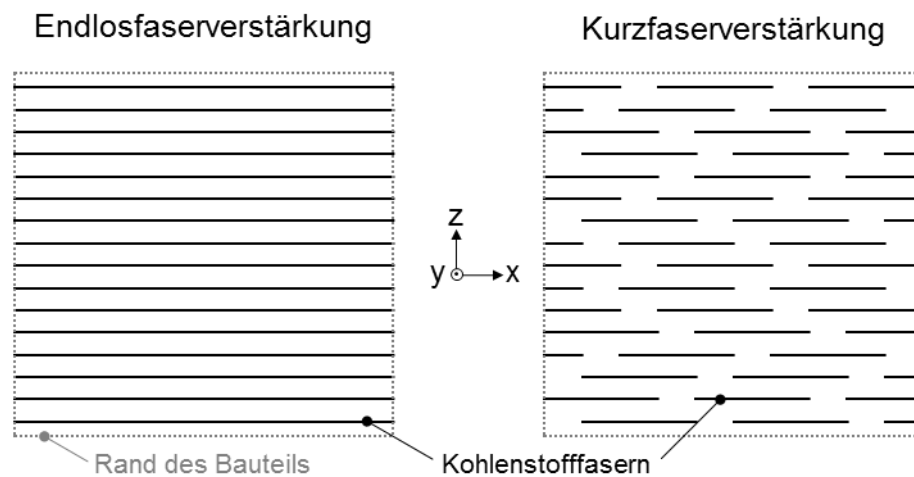 Endlosfaserverstärkung
Kurzfaserverstärkung
z
y
x
Rand des Bauteils
Kohlenstofffasern